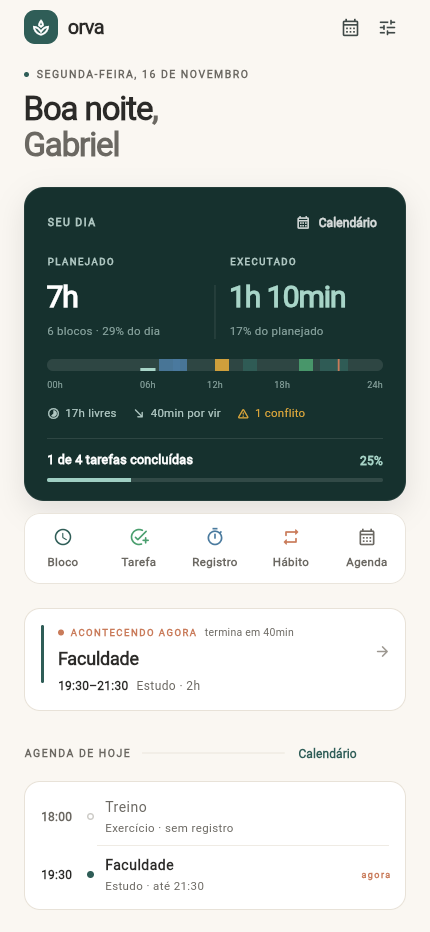 orva
SEGUNDA-FEIRA, 16 DE NOVEMBRO
Boa noite,
Gabriel
SEU DIA
Calendário
PLANEJADO
EXECUTADO
7h
1h 10min
6 blocos · 29% do dia
17% do planejado
00h 06h 12h 18h 24h
17h livres 40min por vir 1 conflito
1 de 4 tarefas concluídas 25%
Bloco Tarefa Registro Hábito Agenda
ACONTECENDO AGORA termina em 40min
Faculdade
19:30–21:30 Estudo · 2h
AGENDA DE HOJE Calendário
18:00 Treino
Exercício · sem registro
19:30 Faculdade
Estudo · até 21:30 agora